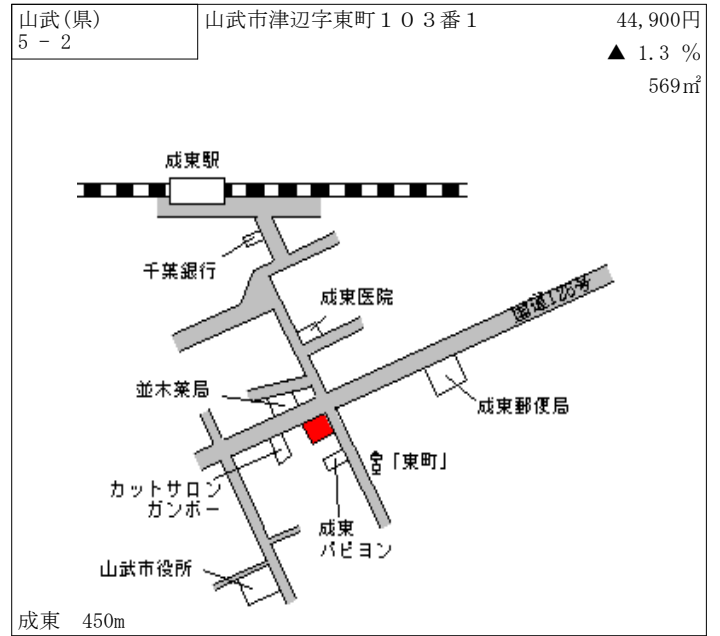 山武(県)
5 - 2
山武市津辺字東町１０３番１
44,900円
▲ 1.3 %
569㎡
成東駅
千葉銀行
成東医院
国道126号
並木薬局
成東郵便局
「東町」
カットサロン
ガンボー
成東
パピヨン
山武市役所
成東 450m